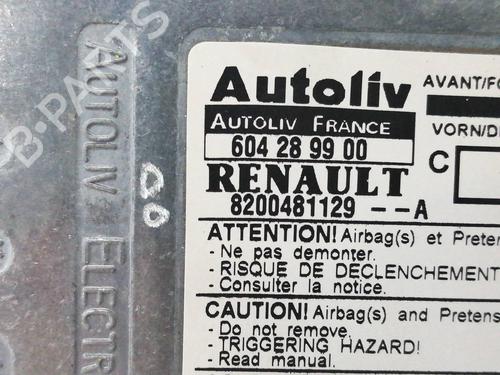 Autoliv
AUTOLIV FRANCE
604 28 99 00
RENAULT
8200481129 --A
AVANT/FO
VORN/D
C
ATTENTION! Airbag(s) et Preten
- Ne pas demonter.
- RISQUE DE DECLENCHEMENT
- Consulter la notice.
CAUTION! Airbag(s) and Pretens
- Do not remove.
- TRIGGERING HAZARD!
- Read manual.
AUTOLIV ELECTR
B-PARTS